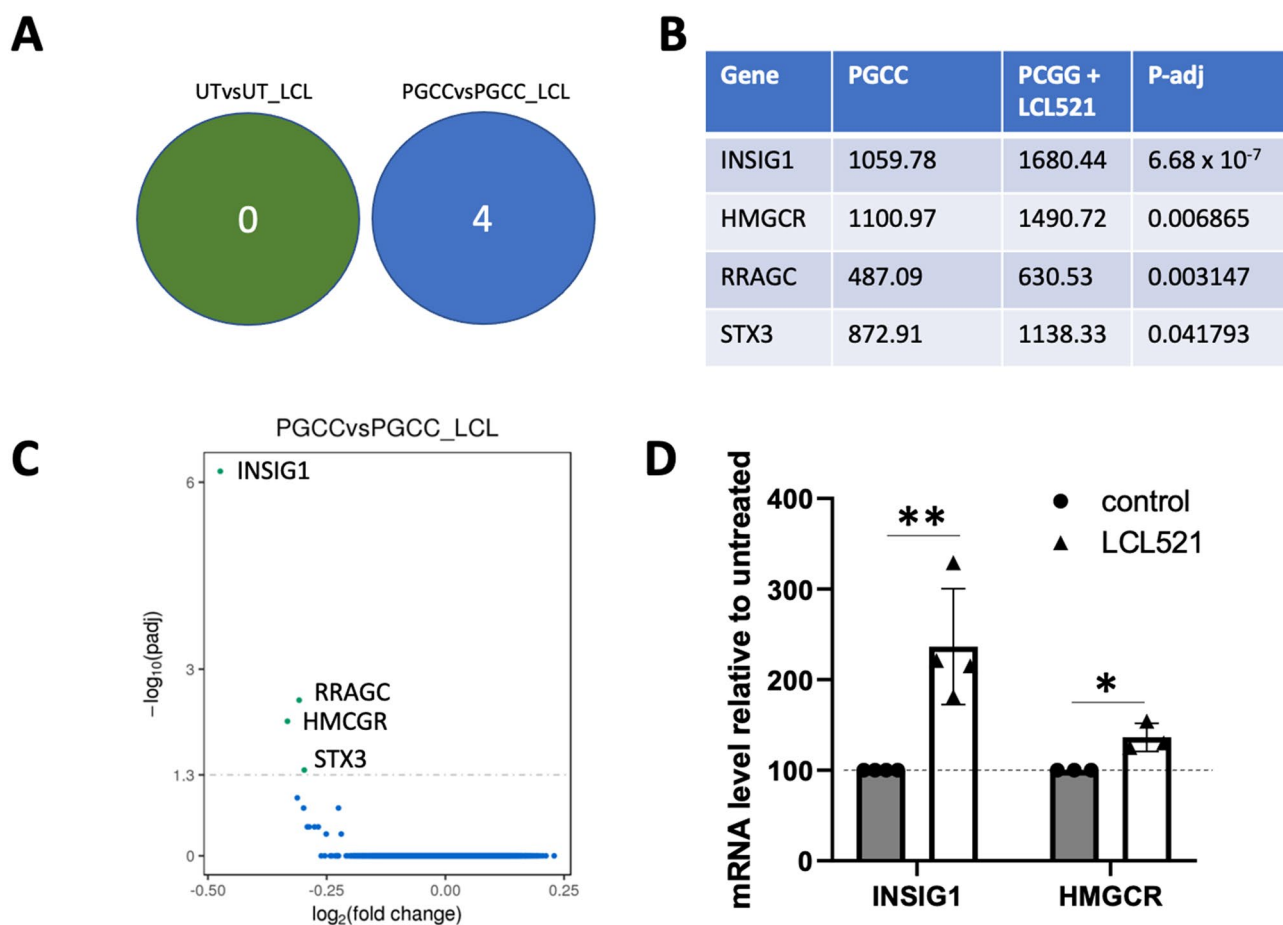 A
UTvsUT_LCL
PGCCvsPGCC_LCL
0
4
B
Gene PGCC PCGG + LCL521 P-adj
INSIG1 1059.78 1680.44 6.68 x 10⁻⁷
HMGCR 1100.97 1490.72 0.006865
RRAGC 487.09 630.53 0.003147
STX3 872.91 1138.33 0.041793
C
PGCCvsPGCC_LCL
INSIG1
RRAGC
HMCGR
STX3
6
3
1.3
0
−log₁₀(padj)
-0.50 -0.25 0.00 0.25
log₂(fold change)
D
mRNA level relative to untreated
400
300
200
100
0
control
LCL521
**
*
INSIG1 HMGCR